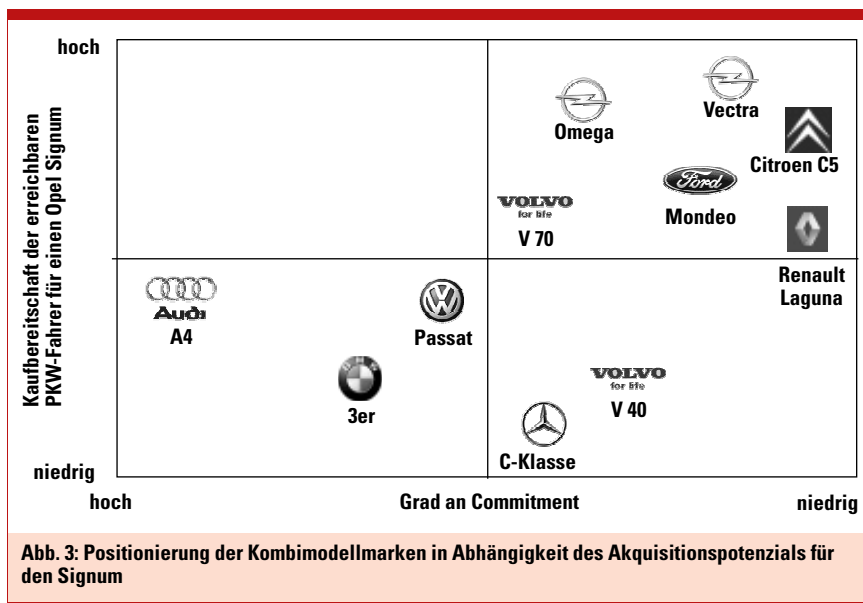 hoch
Kaufbereitschaft der erreichbaren
PKW-Fahrer für einen Opel Signum
Omega
Vectra
Citroen C5
Ford
Mondeo
VOLVO
for life
V 70
Renault
Laguna
Audi
A4
Passat
BMW
3er
VOLVO
for life
V 40
C-Klasse
niedrig
hoch
Grad an Commitment
niedrig
Abb. 3: Positionierung der Kombimodellmarken in Abhängigkeit des Akquisitionspotenzials für
den Signum